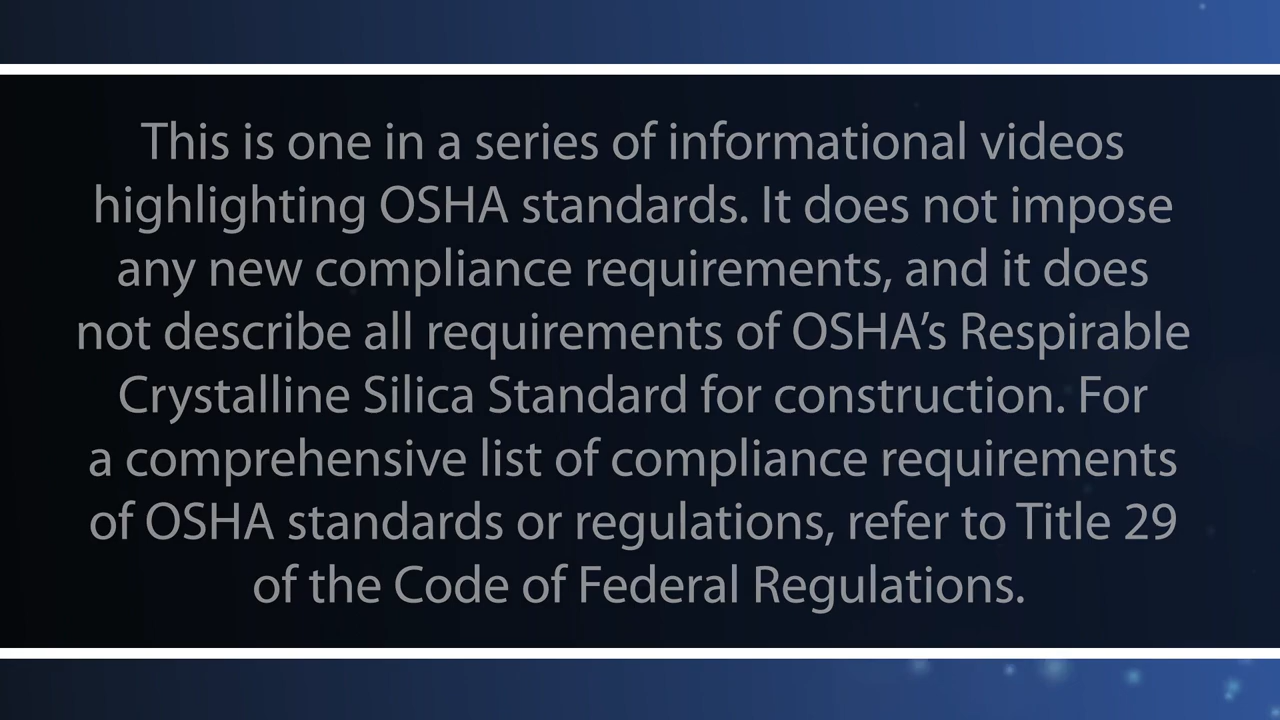 This is one in a series of informational videos
highlighting OSHA standards. It does not impose
any new compliance requirements, and it does
not describe all requirements of OSHA’s Respirable
Crystalline Silica Standard for construction. For
a comprehensive list of compliance requirements
of OSHA standards or regulations, refer to Title 29
of the Code of Federal Regulations.